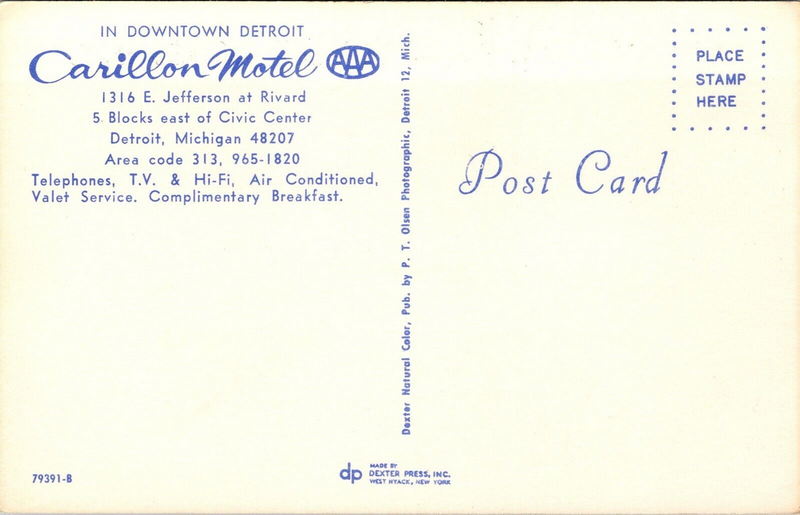 IN DOWNTOWN DETROIT
Carillon Motel AAA
1316 E. Jefferson at Rivard
5 Blocks east of Civic Center
Detroit, Michigan 48207
Area code 313, 965-1820
Telephones, T.V. & Hi-Fi, Air Conditioned,
Valet Service. Complimentary Breakfast.
79391-B
Dexter Natural Color, Pub. by P. T. Olsen Photographic, Detroit 12, Mich.
dp MADE BY
DEXTER PRESS, INC.
WEST NYACK, NEW YORK
PLACE
STAMP
HERE
Post Card